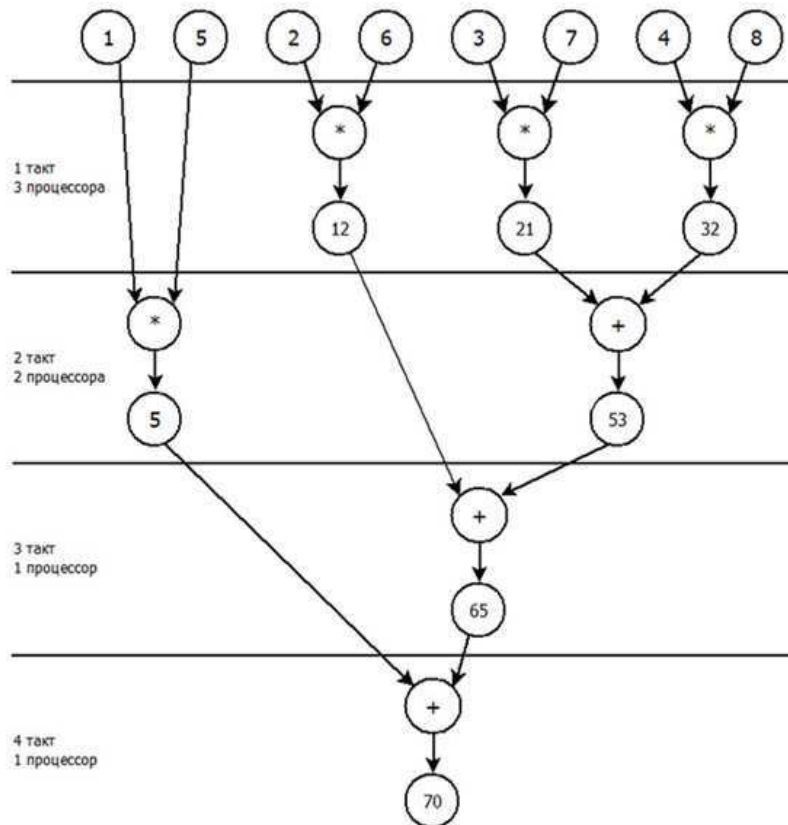 1 5 2 6 3 7 4 8
* * *
1 такт
3 процессора
12 21 32
* +
2 такт
2 процессора
5 53
+
3 такт
1 процессор
65
+
4 такт
1 процессор
70